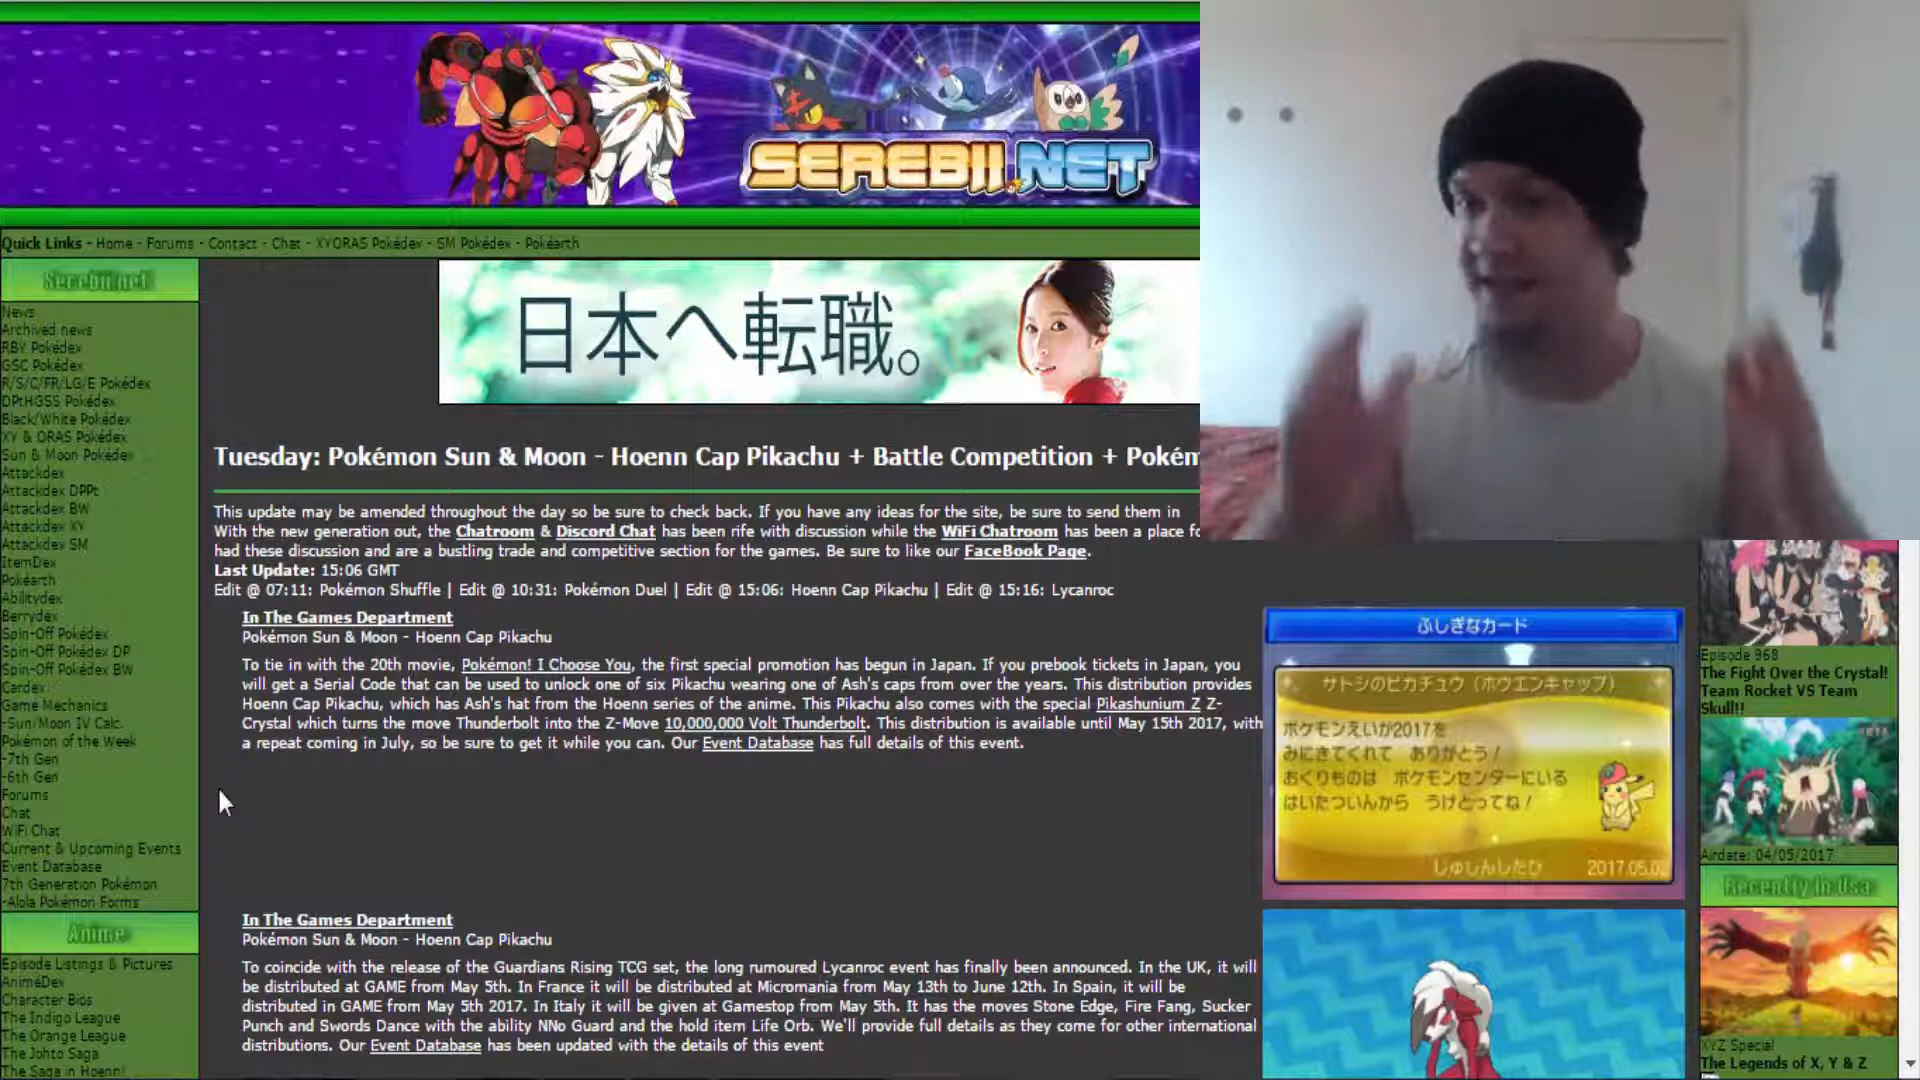 SEREBII.NET
Quick Links - Home - Forums - Contact - Chat - XYORAS Pokédex - SM Pokédex - Pokéarth
Serebii.net
News
Archived news
RBY Pokédex
GSC Pokédex
R/S/C/FR/LG/E Pokédex
DPtHGSS Pokédex
Black/White Pokédex
XY & ORAS Pokédex
Sun & Moon Pokédex
Attackdex
Attackdex DPPt
Attackdex BW
Attackdex XY
Attackdex SM
ItemDex
Pokéarth
Abilitydex
Berrydex
Spin-Off Pokédex
Spin-Off Pokédex DP
Spin-Off Pokédex BW
Cardex
Game Mechanics
-Sun/Moon IV Calc.
Pokémon of the Week
-7th Gen
-6th Gen
Forums
Chat
WiFi Chat
Current & Upcoming Events
Event Database
7th Generation Pokémon
-Alola Pokémon Forms
Anime
Episode Listings & Pictures
AniméDex
Character Bios
The Indigo League
The Orange League
The Johto Saga
The Saga in Hoenn!
日本へ転職。
Tuesday: Pokémon Sun & Moon - Hoenn Cap Pikachu + Battle Competition + Pokém
This update may be amended throughout the day so be sure to check back. If you have any ideas for the site, be sure to send them in
With the new generation out, the Chatroom & Discord Chat has been rife with discussion while the WiFi Chatroom has been a place fo
had these discussion and are a bustling trade and competitive section for the games. Be sure to like our FaceBook Page.
Last Update: 15:06 GMT
Edit @ 07:11: Pokémon Shuffle | Edit @ 10:31: Pokémon Duel | Edit @ 15:06: Hoenn Cap Pikachu | Edit @ 15:16: Lycanroc
In The Games Department
Pokémon Sun & Moon - Hoenn Cap Pikachu
To tie in with the 20th movie, Pokémon! I Choose You, the first special promotion has begun in Japan. If you prebook tickets in Japan, you
will get a Serial Code that can be used to unlock one of six Pikachu wearing one of Ash's caps from over the years. This distribution provides
Hoenn Cap Pikachu, which has Ash's hat from the Hoenn series of the anime. This Pikachu also comes with the special Pikashunium Z Z-
Crystal which turns the move Thunderbolt into the Z-Move 10,000,000 Volt Thunderbolt. This distribution is available until May 15th 2017, with
a repeat coming in July, so be sure to get it while you can. Our Event Database has full details of this event.
ふしぎなカード
サトシのピカチュウ（ホウエンキャップ）
ポケモンえいが2017を
みにきてくれて ありがとう！
おくりものは ポケモンセンターにいる
はいたついんから うけとってね！
じゅしんしたひ 2017.05.02
In The Games Department
Pokémon Sun & Moon - Hoenn Cap Pikachu
To coincide with the release of the Guardians Rising TCG set, the long rumoured Lycanroc event has finally been announced. In the UK, it will
be distributed at GAME from May 5th. In France it will be distributed at Micromania from May 13th to June 12th. In Spain, it will be
distributed in GAME from May 5th 2017. In Italy it will be given at Gamestop from May 5th. It has the moves Stone Edge, Fire Fang, Sucker
Punch and Swords Dance with the ability NNo Guard and the hold item Life Orb. We'll provide full details as they come for other international
distributions. Our Event Database has been updated with the details of this event
Episode 968
The Fight Over the Crystal!
Team Rocket VS Team
Skull!!
Airdate: 04/05/2017
Recently In Usa
XYZ Special
The Legends of X, Y & Z